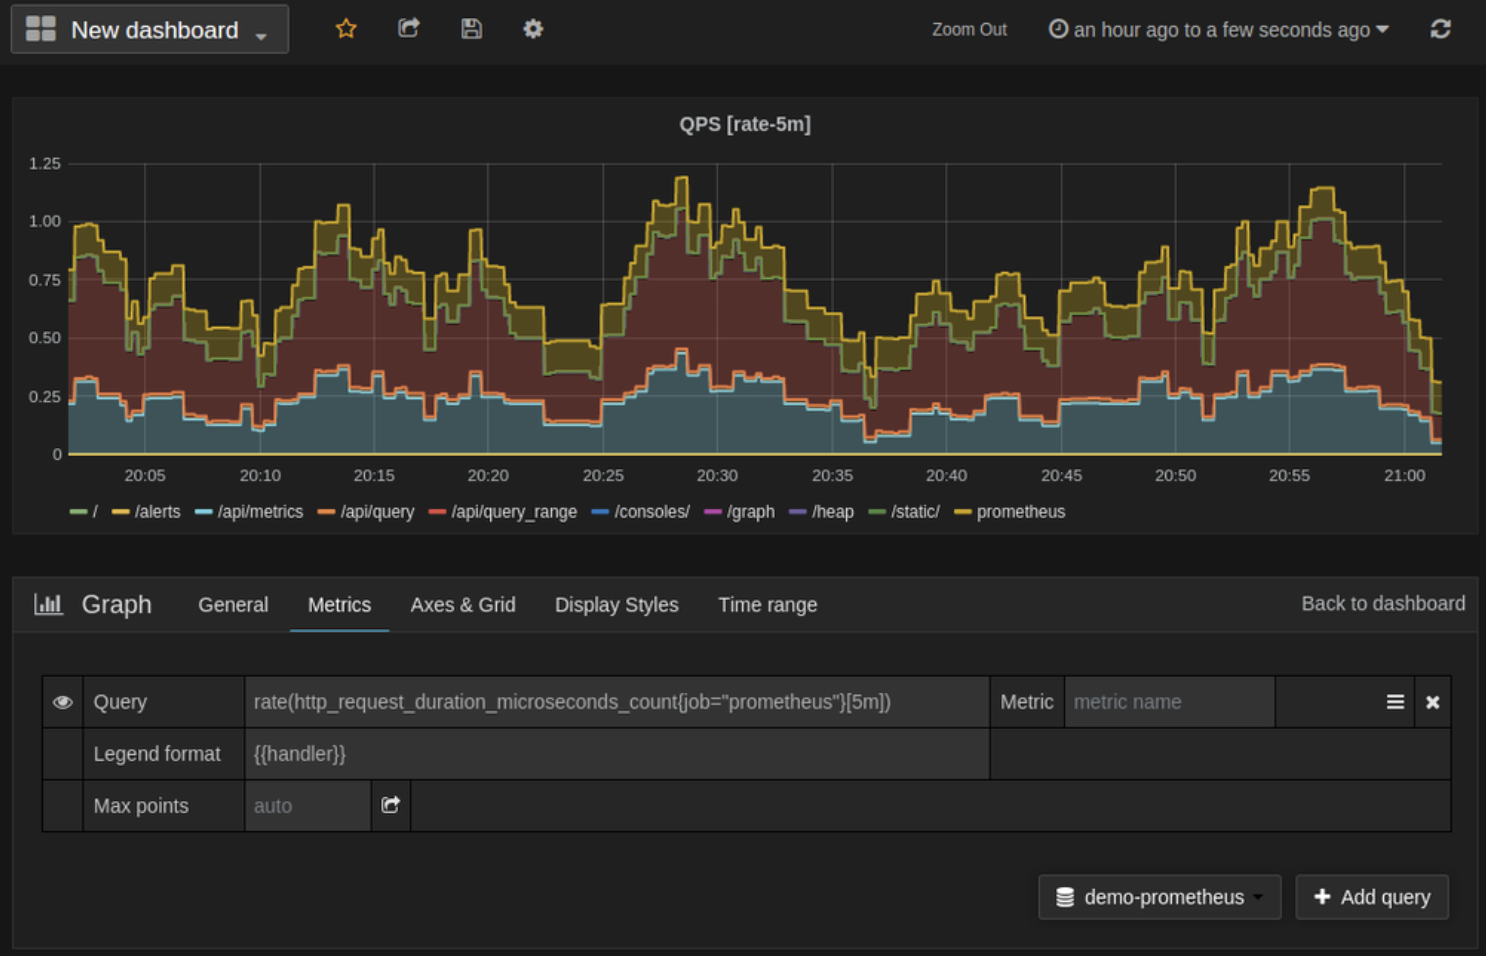 New dashboard
Zoom Out
an hour ago to a few seconds ago
QPS [rate-5m]
1.25
1.00
0.75
0.50
0.25
0
20:05 20:10 20:15 20:20 20:25 20:30 20:35 20:40 20:45 20:50 20:55 21:00
/ /alerts /api/metrics /api/query /api/query_range /consoles/ /graph /heap /static/ prometheus
Graph General Metrics Axes & Grid Display Styles Time range Back to dashboard
Query rate(http_request_duration_microseconds_count{job="prometheus"}[5m]) Metric metric name
Legend format {{handler}}
Max points auto
demo-prometheus Add query